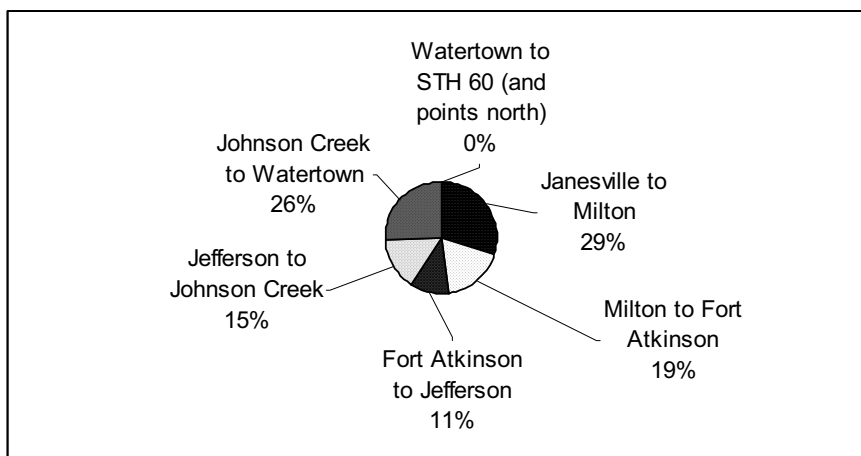 Watertown to
STH 60 (and
points north)
0%
Janesville to
Milton
29%
Milton to Fort
Atkinson
19%
Fort Atkinson
to Jefferson
11%
Jefferson to
Johnson Creek
15%
Johnson Creek
to Watertown
26%